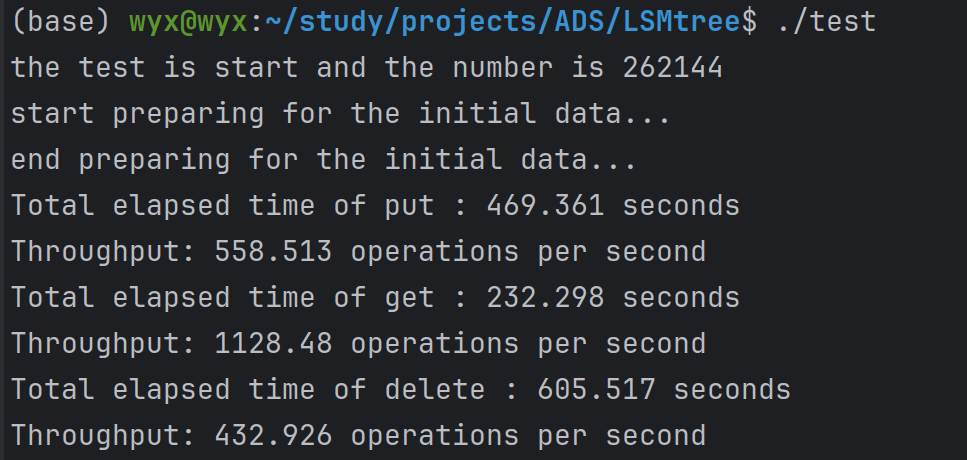 (base) wyx@wyx:~/study/projects/ADS/LSMtree$ ./test
the test is start and the number is 262144
start preparing for the initial data...
end preparing for the initial data...
Total elapsed time of put : 469.361 seconds
Throughput: 558.513 operations per second
Total elapsed time of get : 232.298 seconds
Throughput: 1128.48 operations per second
Total elapsed time of delete : 605.517 seconds
Throughput: 432.926 operations per second